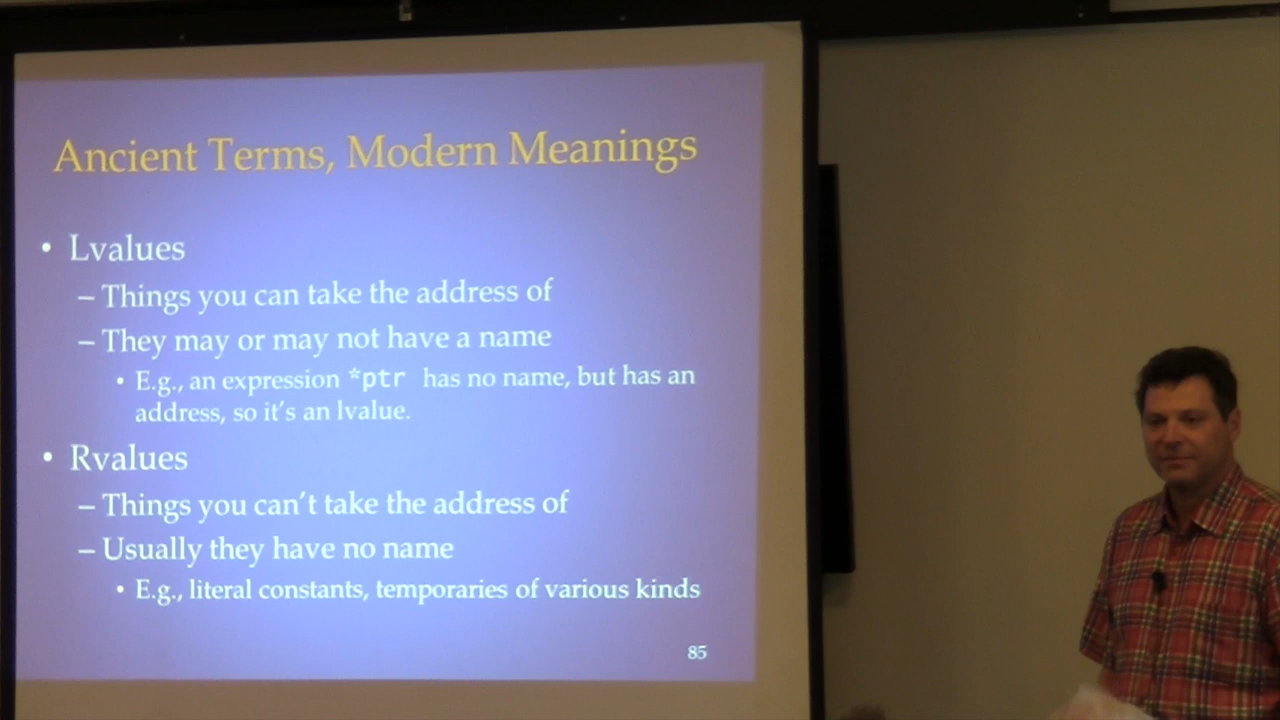 Ancient Terms, Modern Meanings
• Lvalues
– Things you can take the address of
– They may or may not have a name
• E.g., an expression *ptr has no name, but has an
address, so it's an lvalue.
• Rvalues
– Things you can't take the address of
– Usually they have no name
• E.g., literal constants, temporaries of various kinds
85